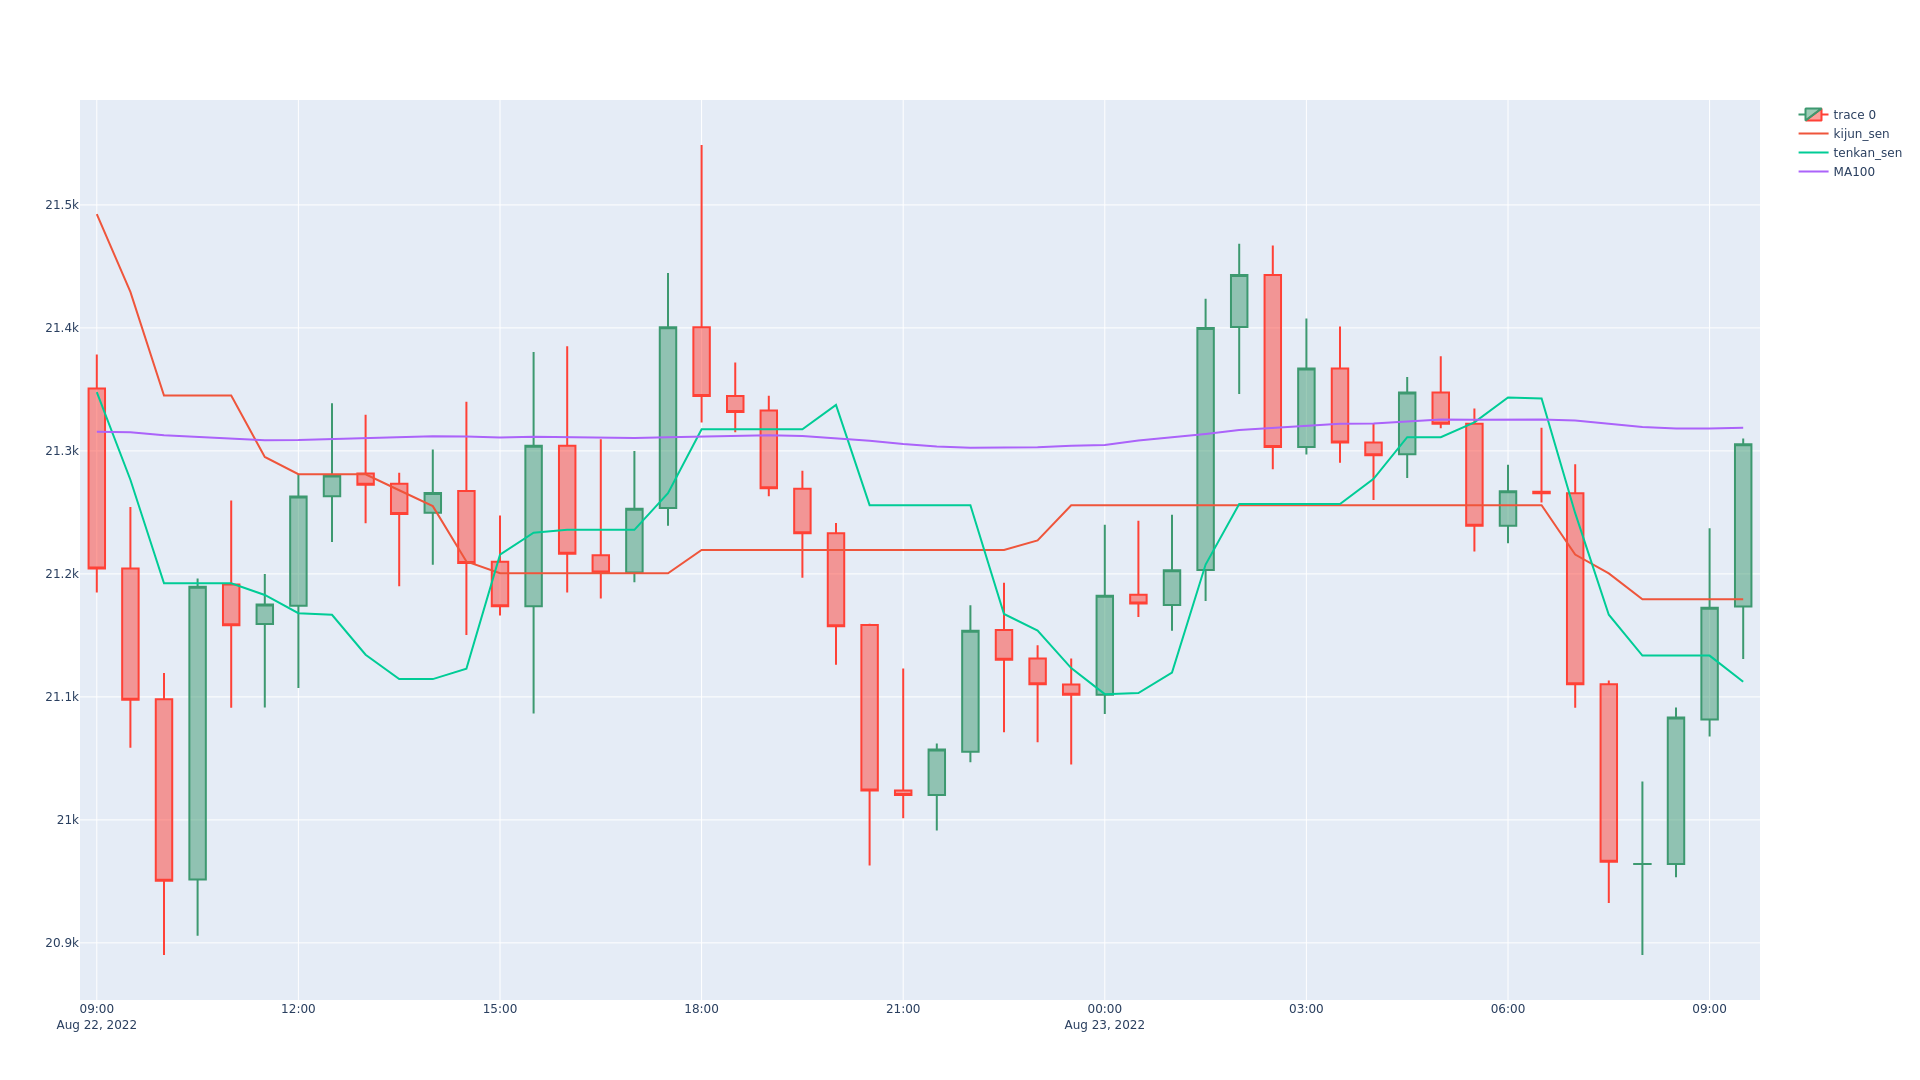 trace 0
kijun_sen
tenkan_sen
MA100
21.5k
21.4k
21.3k
21.2k
21.1k
21k
20.9k
09:00 12:00 15:00 18:00 21:00 00:00 03:00 06:00 09:00
Aug 22, 2022 Aug 23, 2022